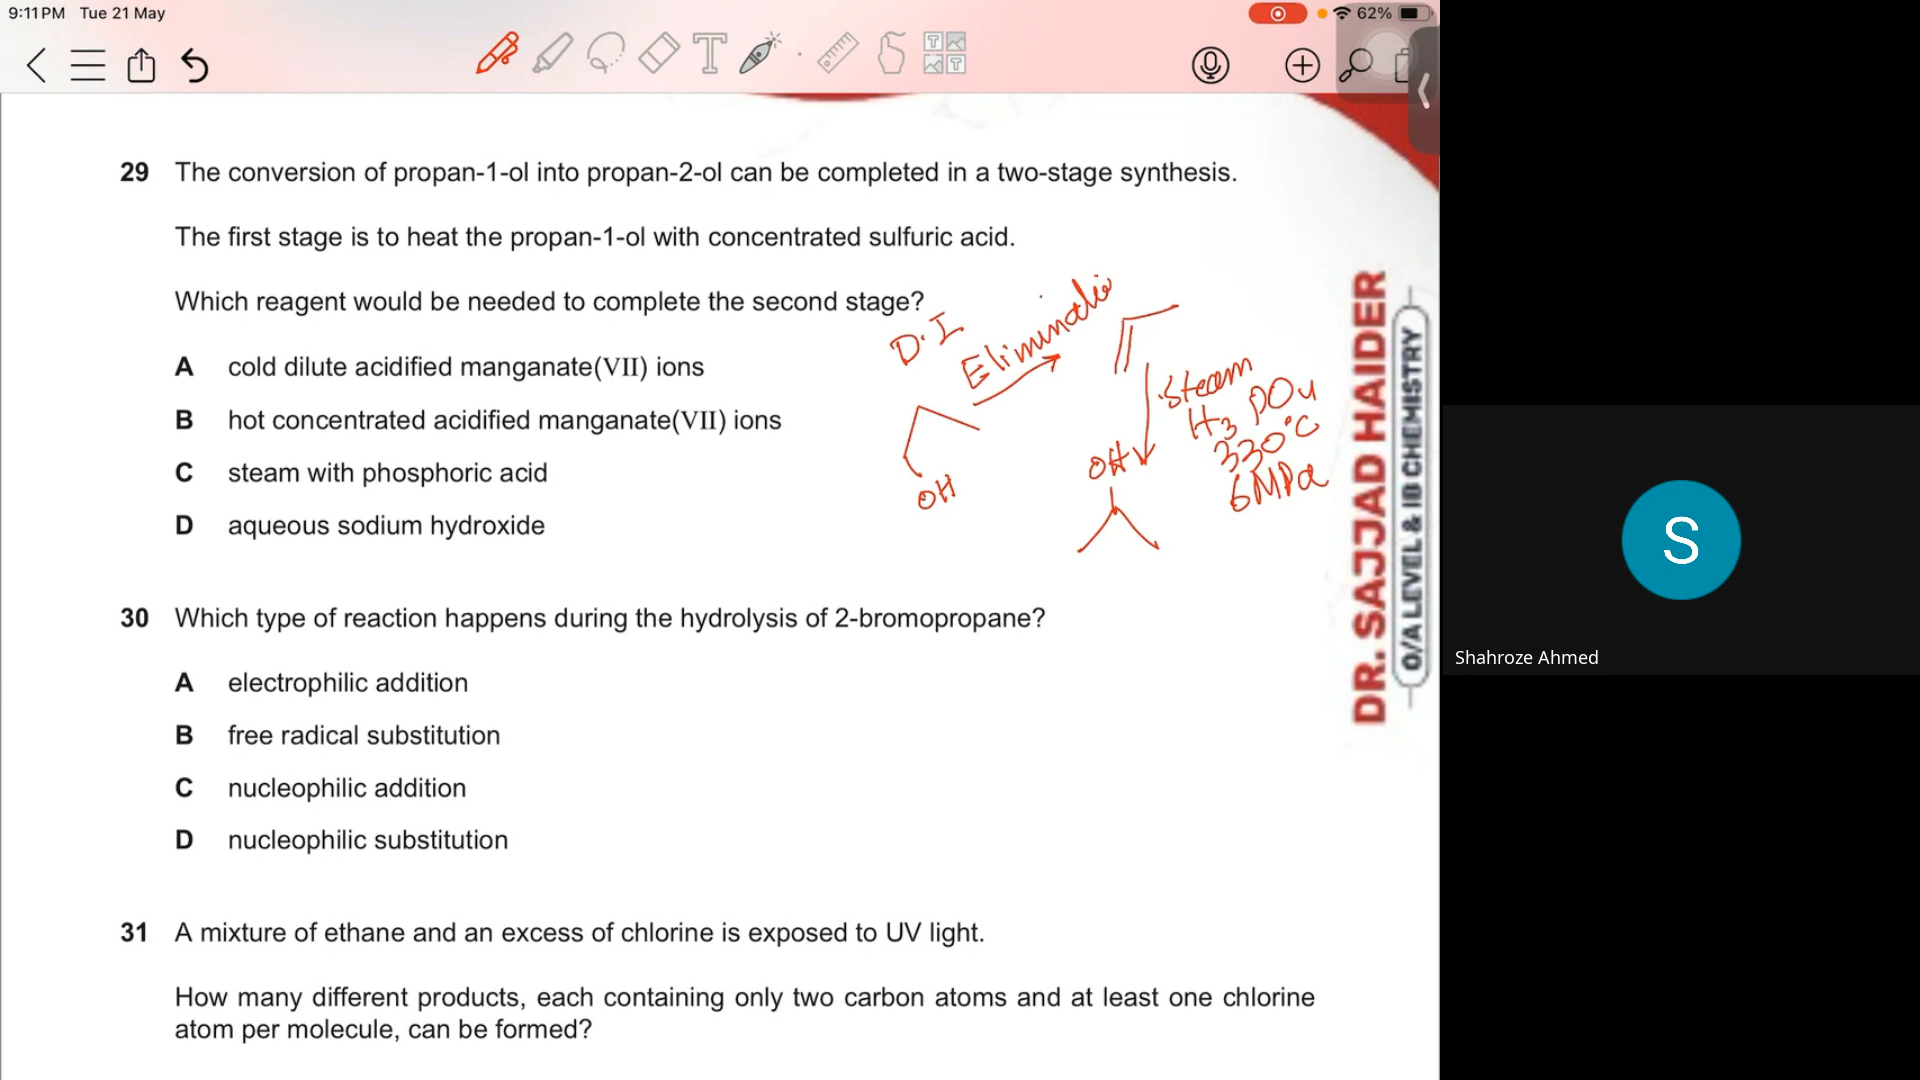 9:11 PM Tue 21 May
62%
29 The conversion of propan-1-ol into propan-2-ol can be completed in a two-stage synthesis.
The first stage is to heat the propan-1-ol with concentrated sulfuric acid.
Which reagent would be needed to complete the second stage?
A cold dilute acidified manganate(VII) ions
B hot concentrated acidified manganate(VII) ions
C steam with phosphoric acid
D aqueous sodium hydroxide
D.I
Elimination
Steam
H3PO4
330°C
6MPa
OH
OH
30 Which type of reaction happens during the hydrolysis of 2-bromopropane?
A electrophilic addition
B free radical substitution
C nucleophilic addition
D nucleophilic substitution
31 A mixture of ethane and an excess of chlorine is exposed to UV light.
How many different products, each containing only two carbon atoms and at least one chlorine
atom per molecule, can be formed?
DR. SAJJAD HAIDER
O/A LEVEL & IB CHEMISTRY
S
Shahroze Ahmed